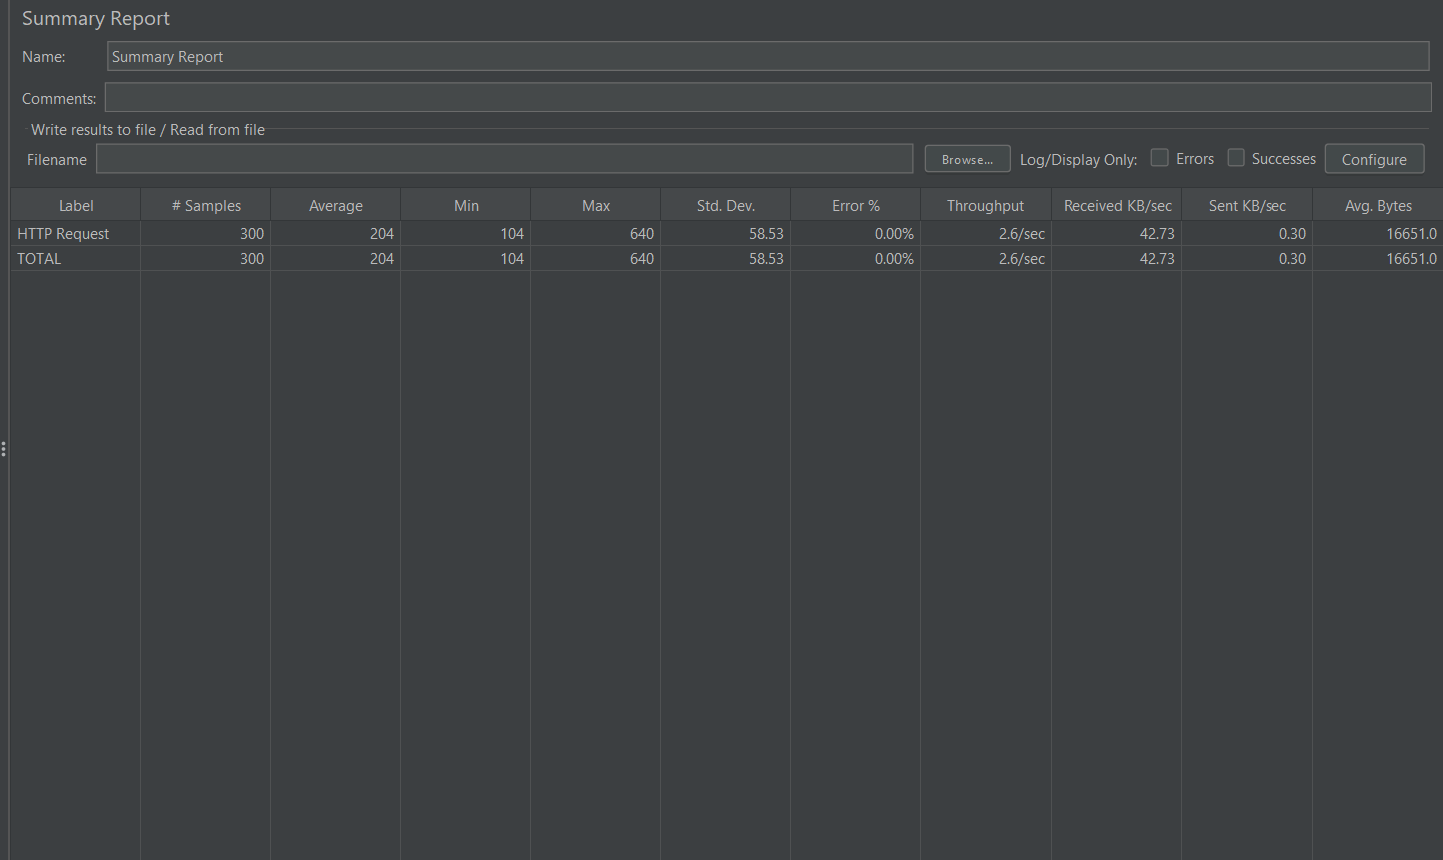 Summary Report
Name: Summary Report
Comments:
Write results to file / Read from file
Filename Browse... Log/Display Only: Errors Successes Configure
Label # Samples Average Min Max Std. Dev. Error % Throughput Received KB/sec Sent KB/sec Avg. Bytes
HTTP Request 300 204 104 640 58.53 0.00% 2.6/sec 42.73 0.30 16651.0
TOTAL 300 204 104 640 58.53 0.00% 2.6/sec 42.73 0.30 16651.0